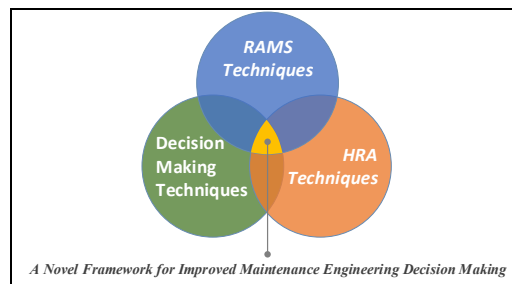 RAMS
Techniques
Decision
Making
Techniques
HRA
Techniques
A Novel Framework for Improved Maintenance Engineering Decision Making